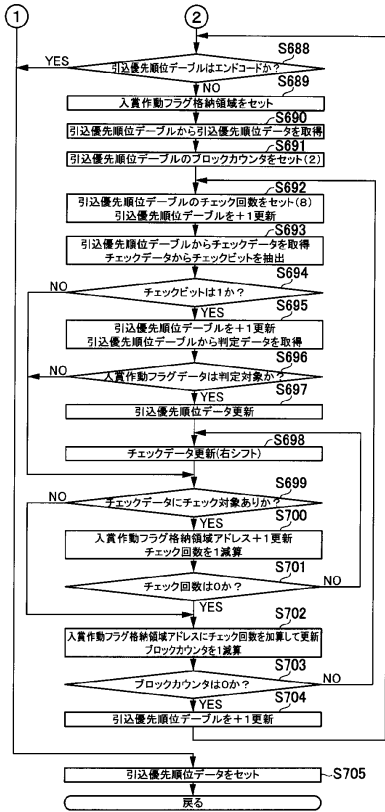 ① ②
S688
引込優先順位テーブルはエンドコードか?
YES
NO
S689
入賞作動フラグ格納領域をセット
S690
引込優先順位テーブルから引込優先順位データを取得
S691
引込優先順位テーブルのブロックカウンタをセット(2)
S692
引込優先順位テーブルのチェック回数をセット(8)
引込優先順位テーブルを+1更新
S693
引込優先順位テーブルからチェックデータを取得
チェックデータからチェックビットを抽出
S694
NO
チェックビットは1か?
YES
S695
引込優先順位テーブルを+1更新
引込優先順位テーブルから判定データを取得
S696
NO
入賞作動フラグデータは判定対象か?
YES
S697
引込優先順位データ更新
S698
チェックデータ更新(右シフト)
S699
NO
チェックデータにチェック対象ありか?
YES
S700
入賞作動フラグ格納領域アドレス+1更新
チェック回数を1減算
S701
チェック回数は0か?
NO
YES
S702
入賞作動フラグ格納領域アドレスにチェック回数を加算して更新
ブロックカウンタを1減算
S703
ブロックカウンタは0か?
NO
YES
S704
引込優先順位テーブルを+1更新
S705
引込優先順位データをセット
戻る